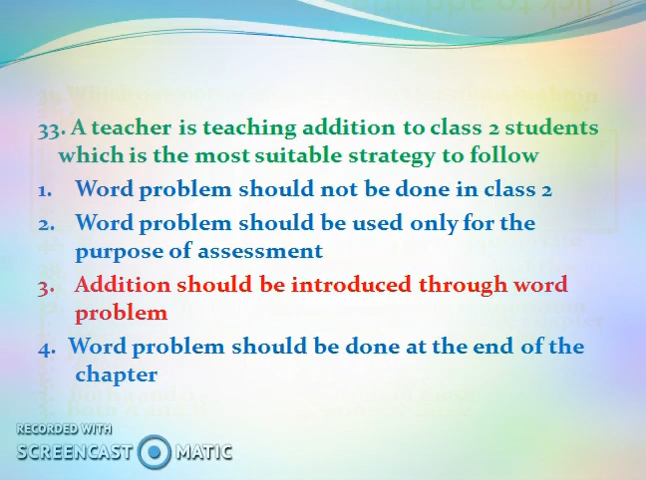 33. A teacher is teaching addition to class 2 students
which is the most suitable strategy to follow
1. Word problem should not be done in class 2
2. Word problem should be used only for the
purpose of assessment
3. Addition should be introduced through word
problem
4. Word problem should be done at the end of the
chapter
RECORDED WITH
SCREENCAST MATIC